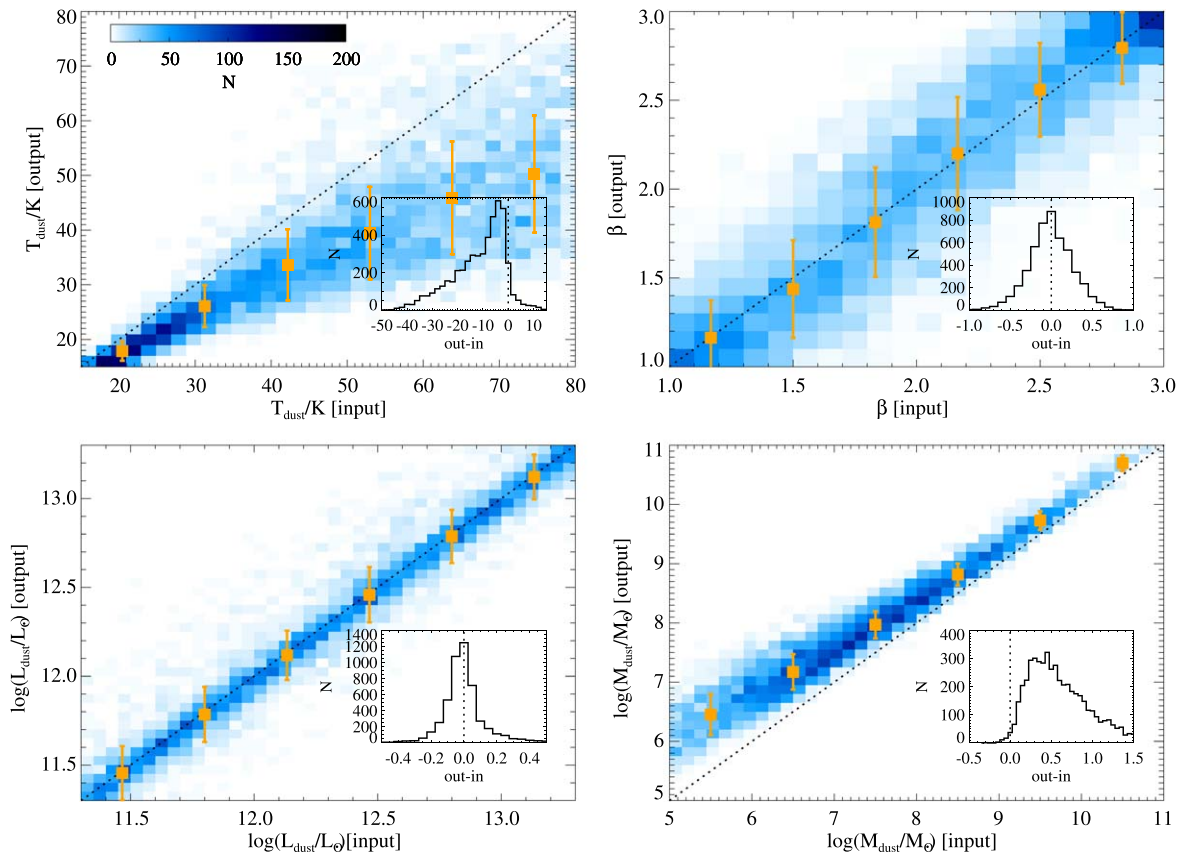 80
70
60
50
40
30
20
T_dust/K [output]
0 50 100 150 200
N
600
400
200
0
N
-50 -40 -30 -20 -10 0 10
out-in
20 30 40 50 60 70 80
T_dust/K [input]
3.0
2.5
2.0
1.5
1.0
β [output]
1000
800
600
400
200
0
N
-1.0 -0.5 0.0 0.5 1.0
out-in
1.0 1.5 2.0 2.5 3.0
β [input]
13.0
12.5
12.0
11.5
log(L_dust/L_⊙) [output]
1400
1200
1000
800
600
400
200
0
N
-0.4 -0.2 0.0 0.2 0.4
out-in
11.5 12.0 12.5 13.0
log(L_dust/L_⊙)[input]
11
10
9
8
7
6
5
log(M_dust/M_⊙) [output]
400
300
200
100
0
N
-0.5 0.0 0.5 1.0 1.5
out-in
5 6 7 8 9 10 11
log(M_dust/M_⊙) [input]